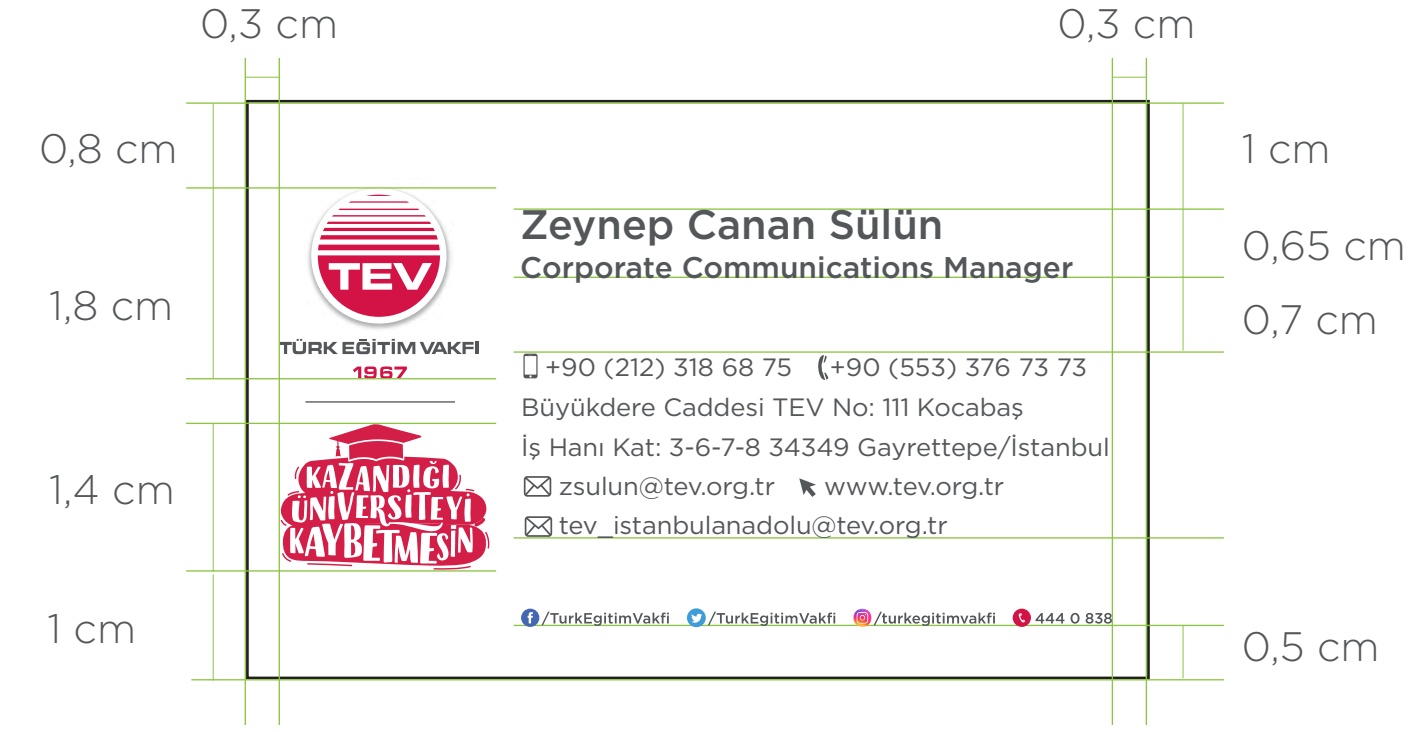 0,3 cm
0,3 cm
0,8 cm
1,8 cm
1,4 cm
1 cm
TEV
TÜRK EĞİTİM VAKFI
1967
KAZANDIĞI
ÜNİVERSİTEYİ
KAYBETMESİN
Zeynep Canan Sülün
Corporate Communications Manager
+90 (212) 318 68 75 +90 (553) 376 73 73
Büyükdere Caddesi TEV No: 111 Kocabaş
İş Hanı Kat: 3-6-7-8 34349 Gayrettepe/İstanbul
zsulun@tev.org.tr www.tev.org.tr
tev_istanbulanadolu@tev.org.tr
/TurkEgitimVakfi /TurkEgitimVakfi /turkegitimvakfi 444 0 838
1 cm
0,65 cm
0,7 cm
0,5 cm